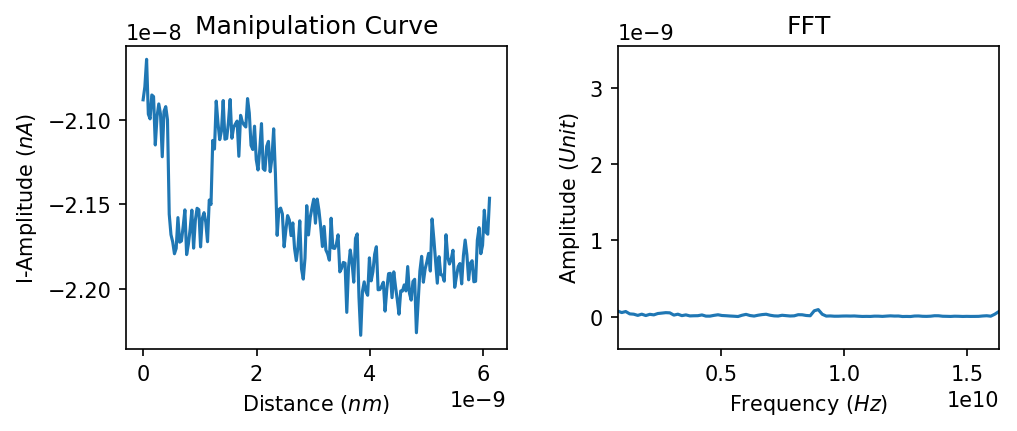 Manipulation Curve
1e−8
I-Amplitude (nA)
−2.10
−2.15
−2.20
0 2 4 6
1e−9
Distance (nm)
FFT
1e−9
Amplitude (Unit)
3
2
1
0
0.5 1.0 1.5
1e10
Frequency (Hz)